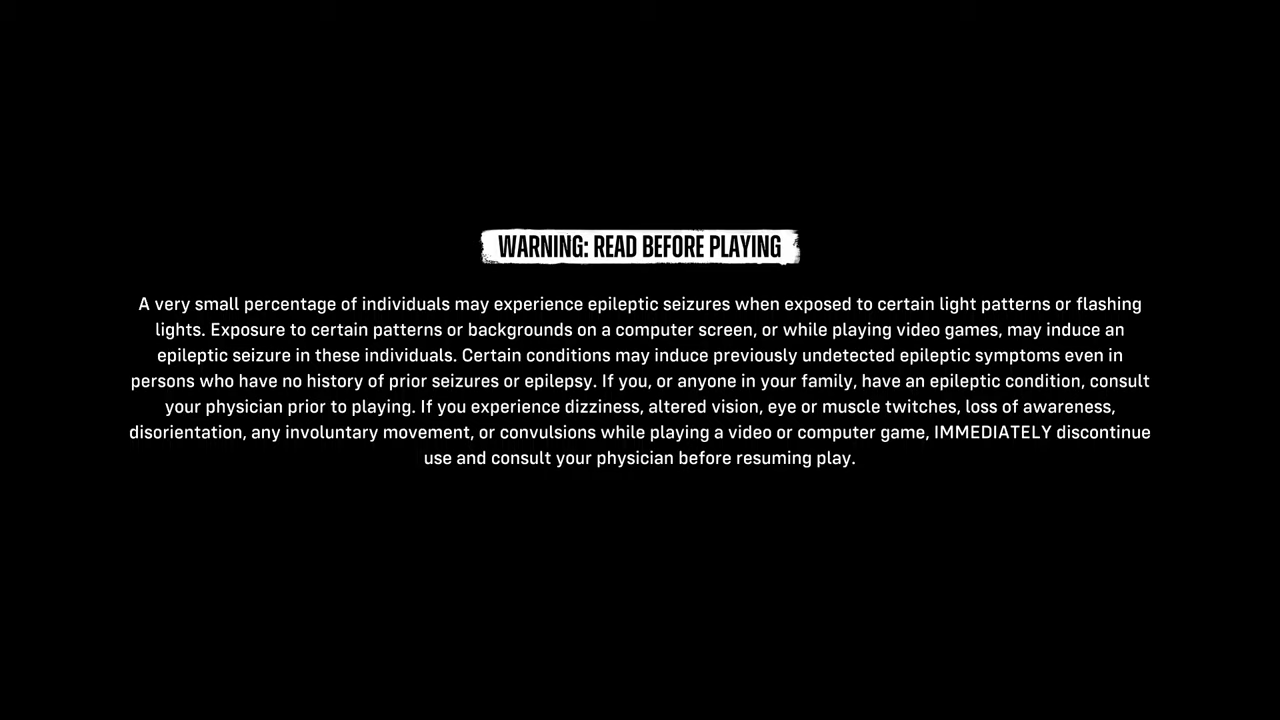 WARNING: READ BEFORE PLAYING
A very small percentage of individuals may experience epileptic seizures when exposed to certain light patterns or flashing
lights. Exposure to certain patterns or backgrounds on a computer screen, or while playing video games, may induce an
epileptic seizure in these individuals. Certain conditions may induce previously undetected epileptic symptoms even in
persons who have no history of prior seizures or epilepsy. If you, or anyone in your family, have an epileptic condition, consult
your physician prior to playing. If you experience dizziness, altered vision, eye or muscle twitches, loss of awareness,
disorientation, any involuntary movement, or convulsions while playing a video or computer game, IMMEDIATELY discontinue
use and consult your physician before resuming play.